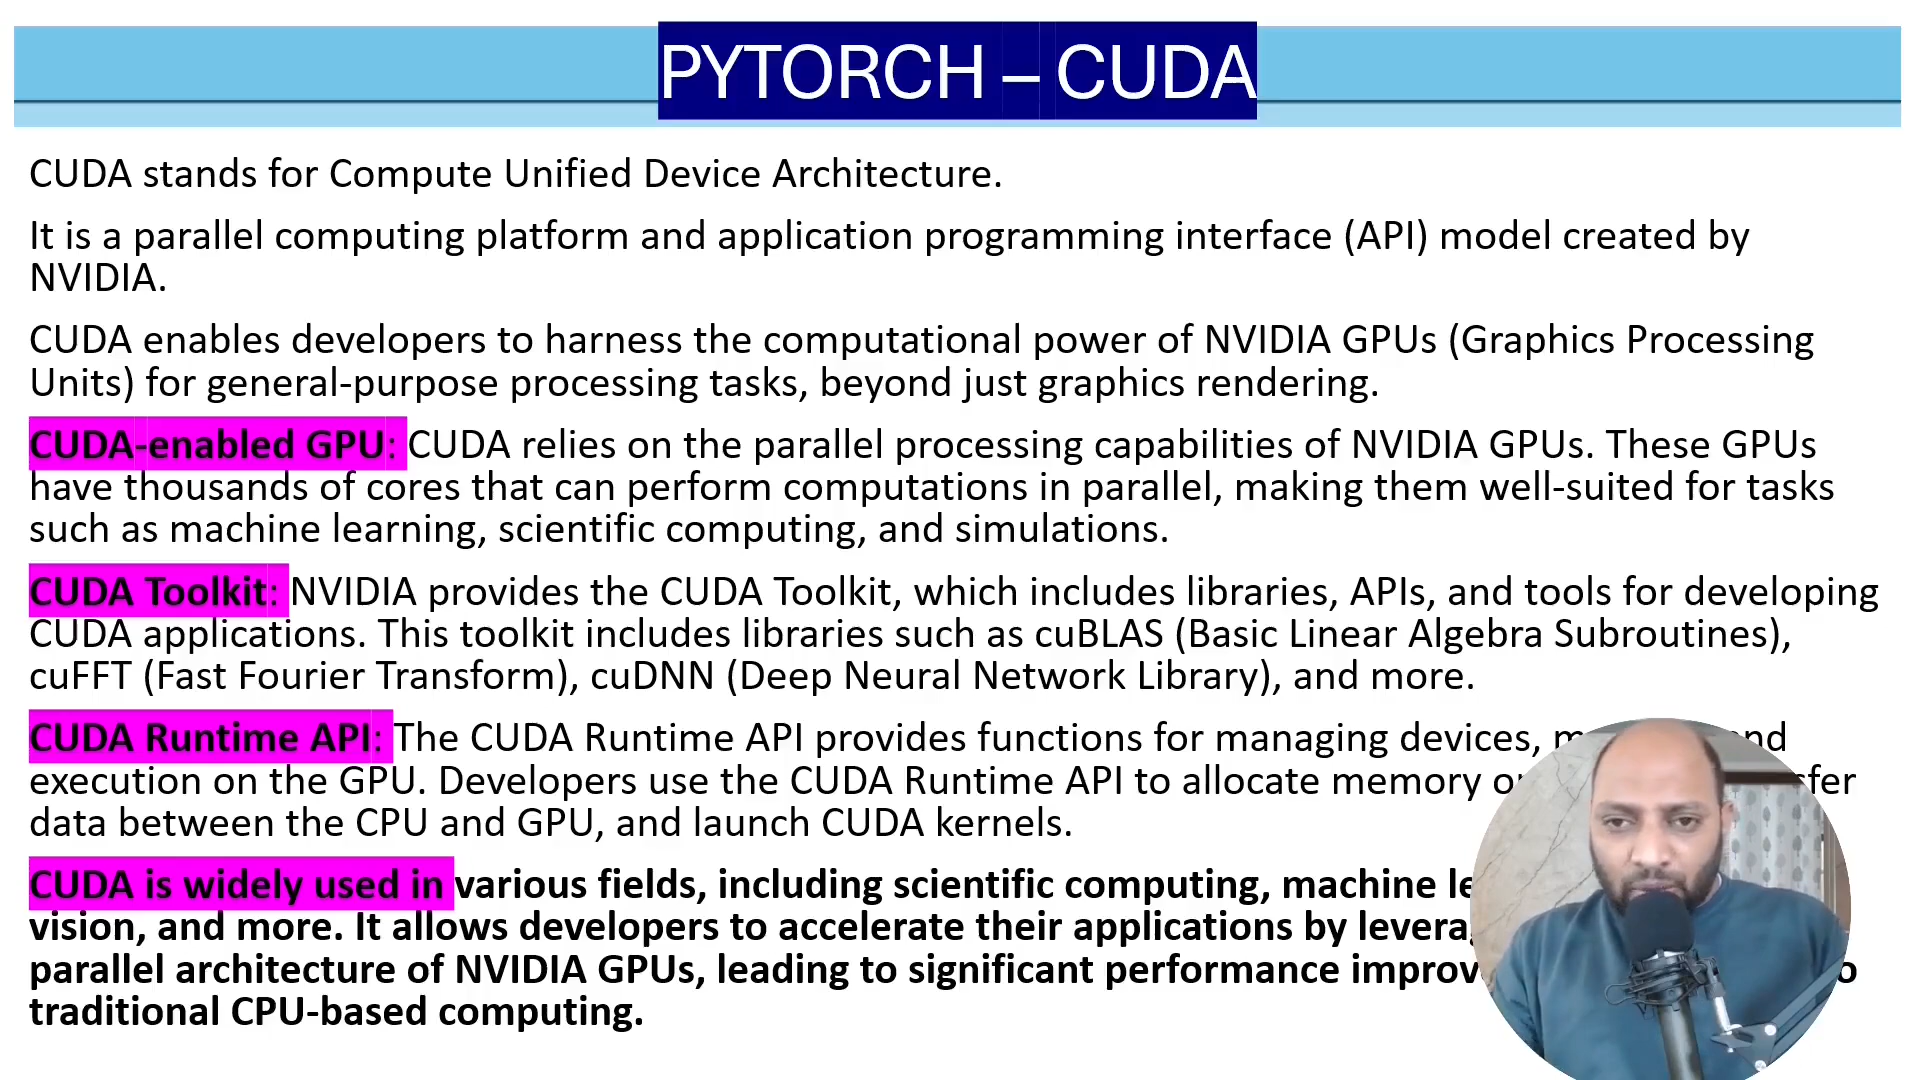 PYTORCH – CUDA
CUDA stands for Compute Unified Device Architecture.
It is a parallel computing platform and application programming interface (API) model created by
NVIDIA.
CUDA enables developers to harness the computational power of NVIDIA GPUs (Graphics Processing
Units) for general-purpose processing tasks, beyond just graphics rendering.
CUDA-enabled GPU: CUDA relies on the parallel processing capabilities of NVIDIA GPUs. These GPUs
have thousands of cores that can perform computations in parallel, making them well-suited for tasks
such as machine learning, scientific computing, and simulations.
CUDA Toolkit: NVIDIA provides the CUDA Toolkit, which includes libraries, APIs, and tools for developing
CUDA applications. This toolkit includes libraries such as cuBLAS (Basic Linear Algebra Subroutines),
cuFFT (Fast Fourier Transform), cuDNN (Deep Neural Network Library), and more.
CUDA Runtime API: The CUDA Runtime API provides functions for managing devices,
execution on the GPU. Developers use the CUDA Runtime API to allocate memory
data between the CPU and GPU, and launch CUDA kernels.
CUDA is widely used in various fields, including scientific computing, machine
vision, and more. It allows developers to accelerate their applications by
parallel architecture of NVIDIA GPUs, leading to significant performance
traditional CPU-based computing.